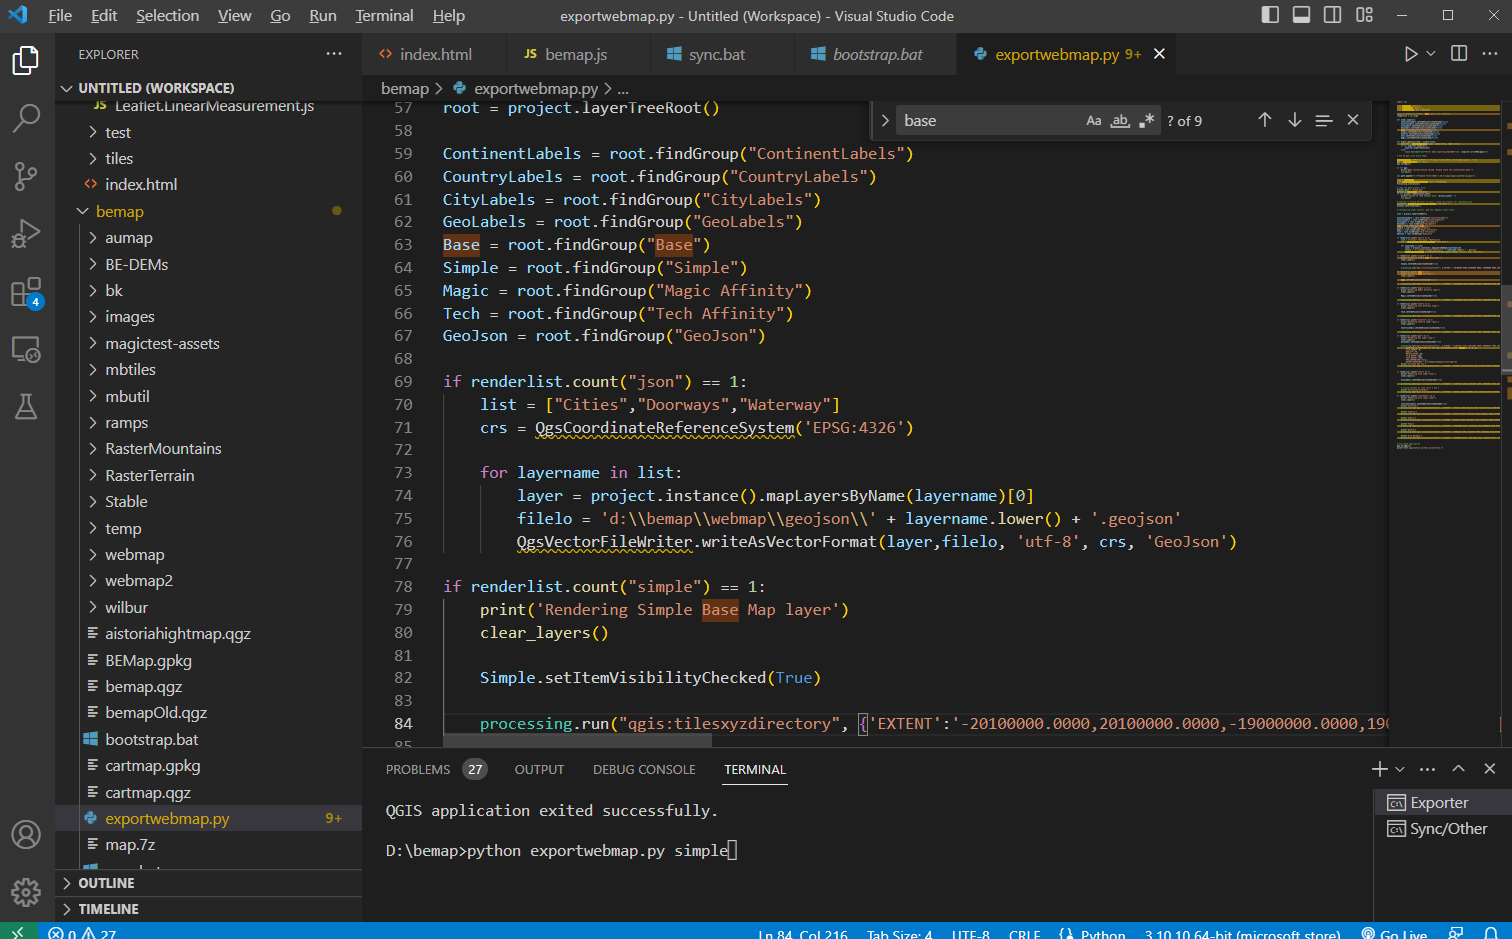 File Edit Selection View Go Run Terminal Help
exportwebmap.py - Untitled (Workspace) - Visual Studio Code
EXPLORER
UNTITLED (WORKSPACE)
JS Leaflet.LinearMeasurement.js
test
tiles
index.html
bemap
aumap
BE-DEMs
bk
images
magictest-assets
mbtiles
mbutil
ramps
RasterMountains
RasterTerrain
Stable
temp
webmap
webmap2
wilbur
aistoriahightmap.qgz
BEMap.gpkg
bemap.qgz
bemapOld.qgz
bootstrap.bat
cartmap.gpkg
cartmap.qgz
exportwebmap.py 9+
map.7z
OUTLINE
TIMELINE
4
index.html
JS bemap.js
sync.bat
bootstrap.bat
exportwebmap.py 9+
bemap > exportwebmap.py > ...
base Aa ab ? of 9
57 root = project.layerTreeRoot()
58
59 ContinentLabels = root.findGroup("ContinentLabels")
60 CountryLabels = root.findGroup("CountryLabels")
61 CityLabels = root.findGroup("CityLabels")
62 GeoLabels = root.findGroup("GeoLabels")
63 Base = root.findGroup("Base")
64 Simple = root.findGroup("Simple")
65 Magic = root.findGroup("Magic Affinity")
66 Tech = root.findGroup("Tech Affinity")
67 GeoJson = root.findGroup("GeoJson")
68
69 if renderlist.count("json") == 1:
70 list = ["Cities","Doorways","Waterway"]
71 crs = QgsCoordinateReferenceSystem('EPSG:4326')
72
73 for layername in list:
74 layer = project.instance().mapLayersByName(layername)[0]
75 filelo = 'd:\\bemap\\webmap\\geojson\\' + layername.lower() + '.geojson'
76 QgsVectorFileWriter.writeAsVectorFormat(layer,filelo, 'utf-8', crs, 'GeoJson')
77
78 if renderlist.count("simple") == 1:
79 print('Rendering Simple Base Map layer')
80 clear_layers()
81
82 Simple.setItemVisibilityChecked(True)
83
84 processing.run("qgis:tilesxyzdirectory", {'EXTENT':'-20100000.0000,20100000.0000,-19000000.0000,190
85
PROBLEMS 27 OUTPUT DEBUG CONSOLE TERMINAL
QGIS application exited successfully.
D:\bemap>python exportwebmap.py simple
Exporter
Sync/Other
0 27
Ln 84, Col 216 Tab Size: 4 UTF-8 CRLF Python 3.10.10 64-bit (microsoft store) Go Live